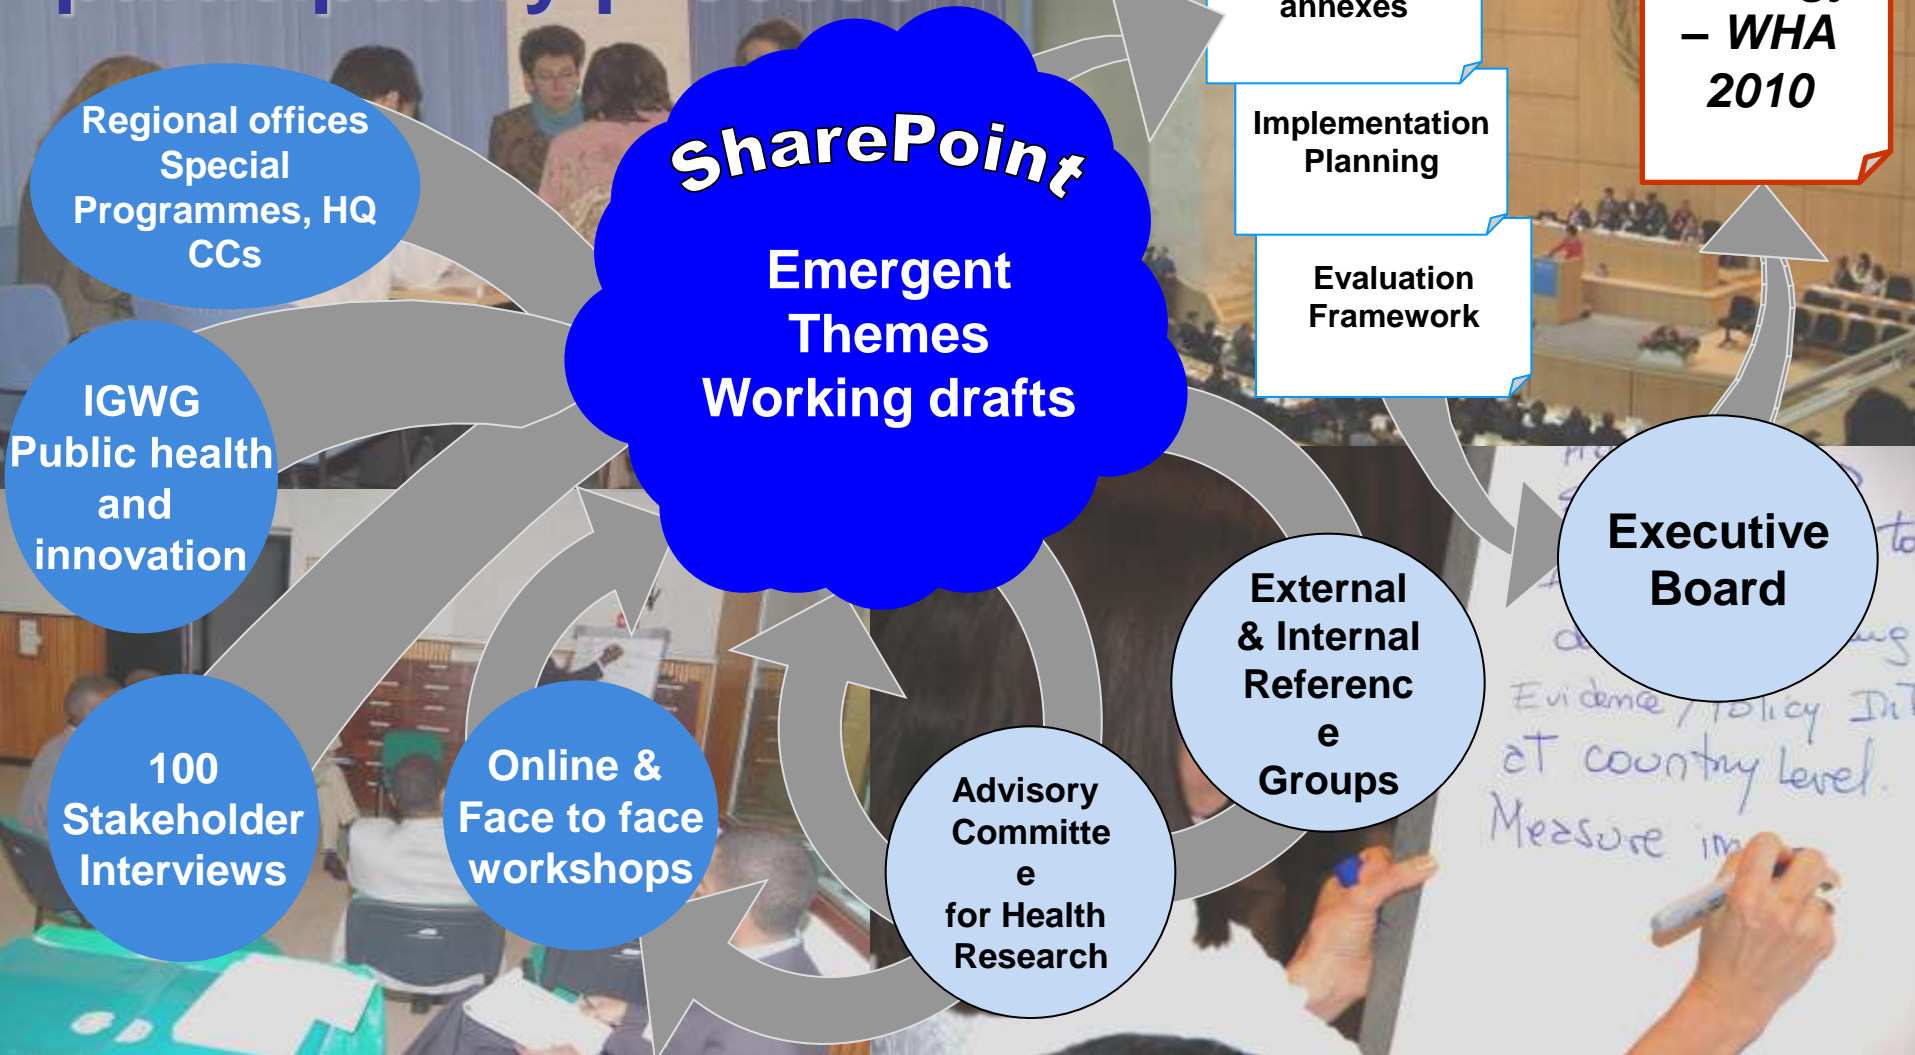 annexes
– WHA
2010
Regional offices
Special
Programmes, HQ
CCs
SharePoint
Emergent
Themes
Working drafts
Implementation
Planning
Evaluation
Framework
IGWG
Public health
and
innovation
Executive
Board
External
& Internal
Referenc
e
Groups
100
Stakeholder
Interviews
Online &
Face to face
workshops
Advisory
Committe
e
for Health
Research
Evidence / Policy
at country Level.
Measure